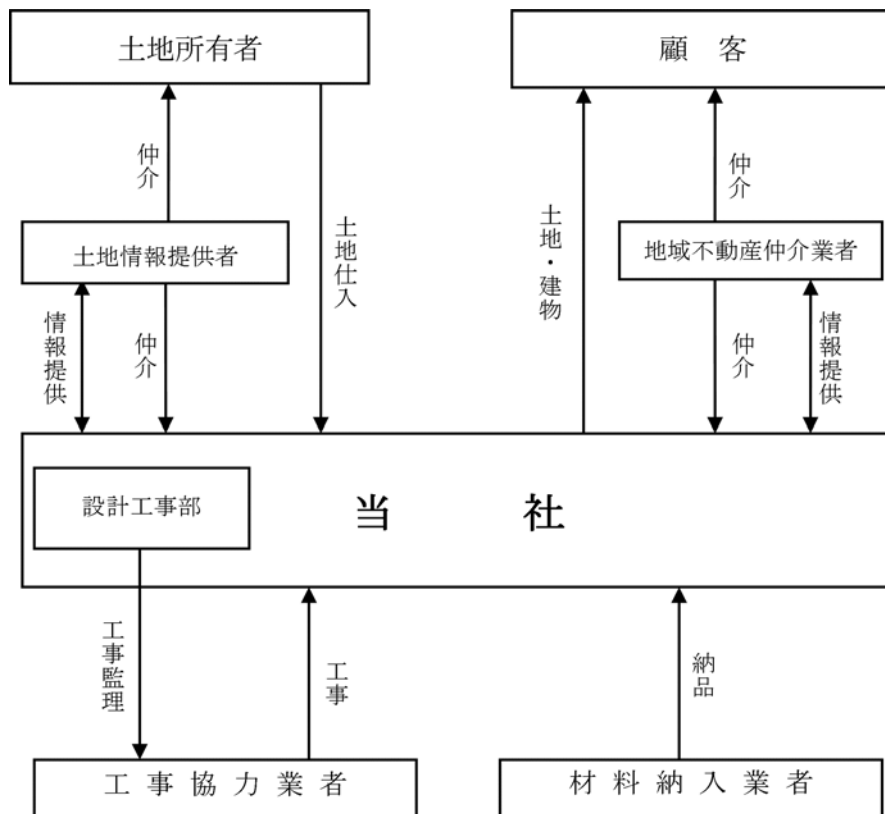 土地所有者
顧　客
仲介
仲介
土地仕入
土地・建物
土地情報提供者
地域不動産仲介業者
情報提供
仲介
仲介
情報提供
設計工事部
当　社
工事監理
工事
納品
工事協力業者
材料納入業者